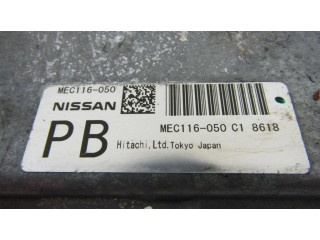 MEC116-050
NISSAN
MEC116-050 C1 8618
PB
Hitachi,Ltd.Tokyo Japan